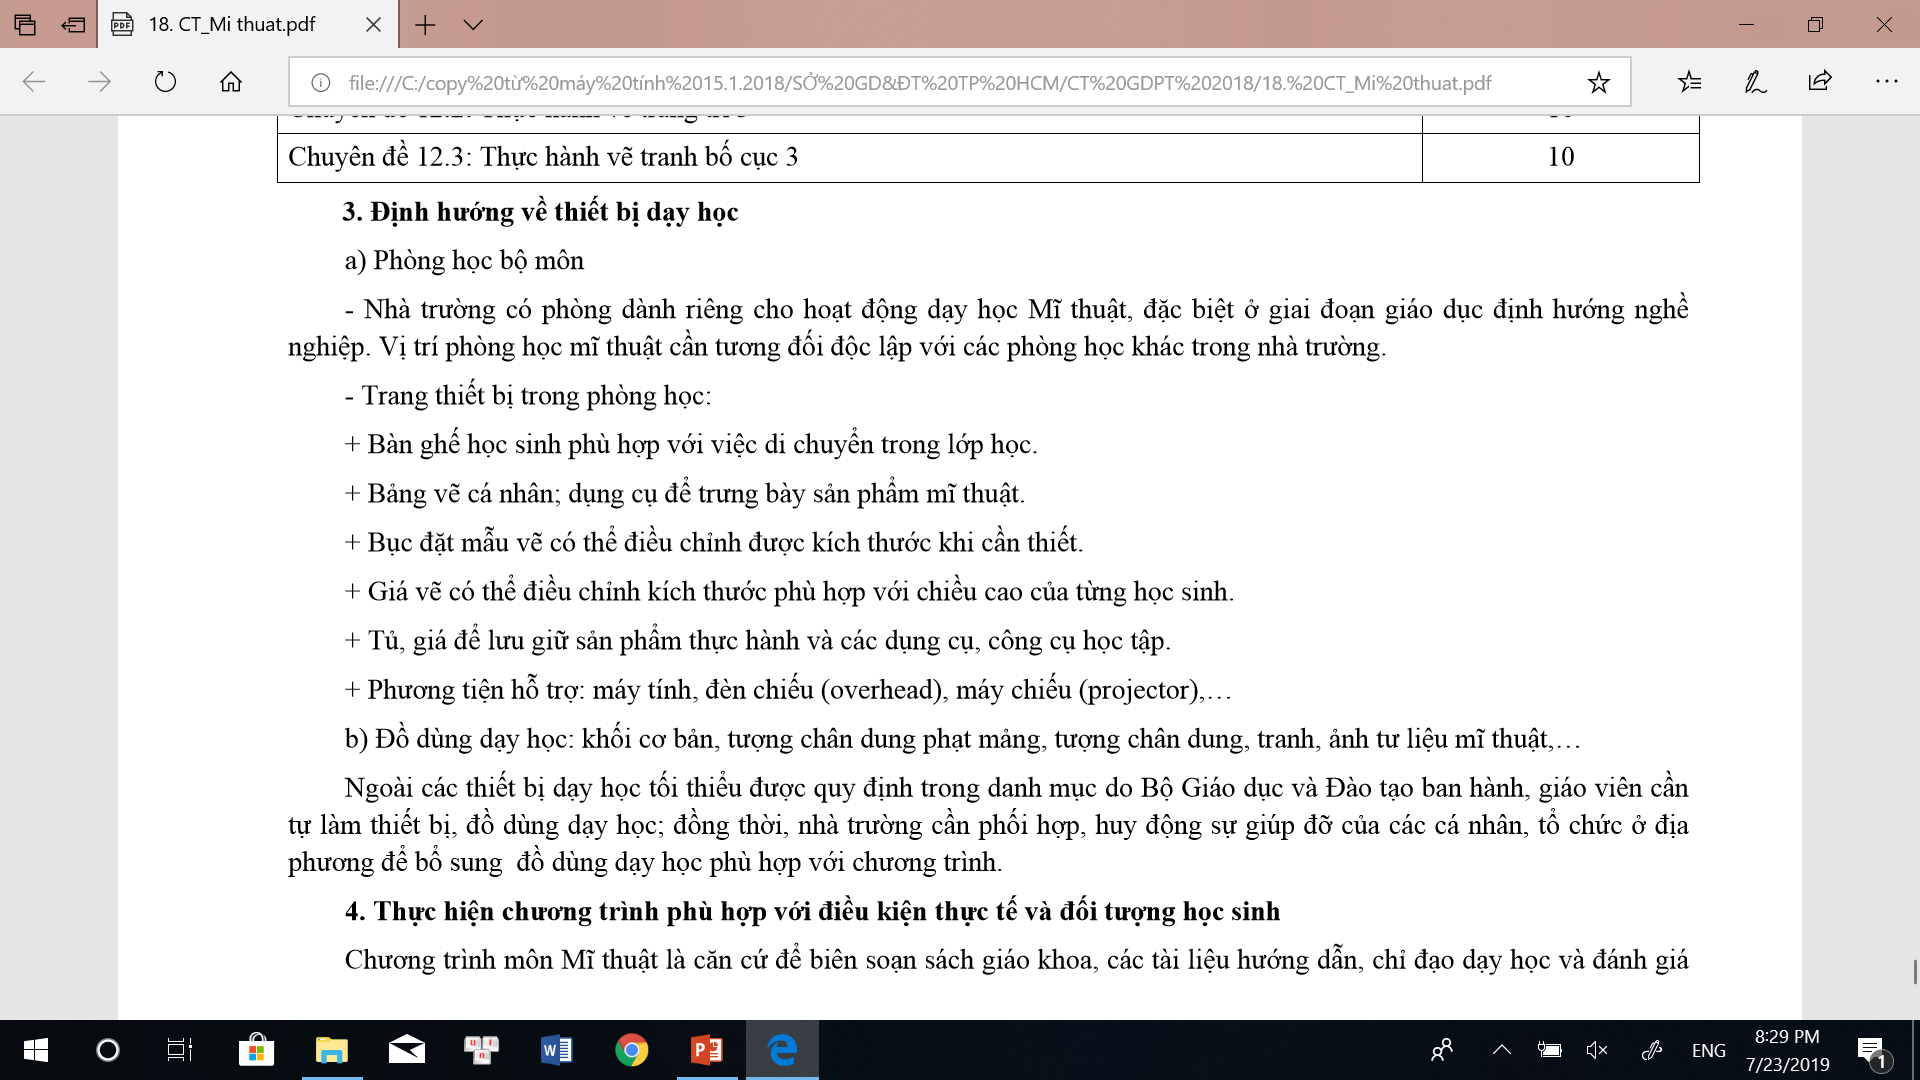 18. CT_Mi thuat.pdf
file:///C:/copy%20từ%20máy%20tính%2015.1.2018/SỞ%20GD&ĐT%20TP%20HCM/CT%20GDPT%202018/18.%20CT_Mi%20thuat.pdf
Chuyên đề 12.3: Thực hành vẽ tranh bố cục 3 10
3. Định hướng về thiết bị dạy học
a) Phòng học bộ môn
- Nhà trường có phòng dành riêng cho hoạt động dạy học Mĩ thuật, đặc biệt ở giai đoạn giáo dục định hướng nghề
nghiệp. Vị trí phòng học mĩ thuật cần tương đối độc lập với các phòng học khác trong nhà trường.
- Trang thiết bị trong phòng học:
+ Bàn ghế học sinh phù hợp với việc di chuyển trong lớp học.
+ Bảng vẽ cá nhân; dụng cụ để trưng bày sản phẩm mĩ thuật.
+ Bục đặt mẫu vẽ có thể điều chỉnh được kích thước khi cần thiết.
+ Giá vẽ có thể điều chỉnh kích thước phù hợp với chiều cao của từng học sinh.
+ Tủ, giá để lưu giữ sản phẩm thực hành và các dụng cụ, công cụ học tập.
+ Phương tiện hỗ trợ: máy tính, đèn chiếu (overhead), máy chiếu (projector),…
b) Đồ dùng dạy học: khối cơ bản, tượng chân dung phạt mảng, tượng chân dung, tranh, ảnh tư liệu mĩ thuật,…
Ngoài các thiết bị dạy học tối thiểu được quy định trong danh mục do Bộ Giáo dục và Đào tạo ban hành, giáo viên cần
tự làm thiết bị, đồ dùng dạy học; đồng thời, nhà trường cần phối hợp, huy động sự giúp đỡ của các cá nhân, tổ chức ở địa
phương để bổ sung  đồ dùng dạy học phù hợp với chương trình.
4. Thực hiện chương trình phù hợp với điều kiện thực tế và đối tượng học sinh
Chương trình môn Mĩ thuật là căn cứ để biên soạn sách giáo khoa, các tài liệu hướng dẫn, chỉ đạo dạy học và đánh giá
ENG
8:29 PM
7/23/2019
1